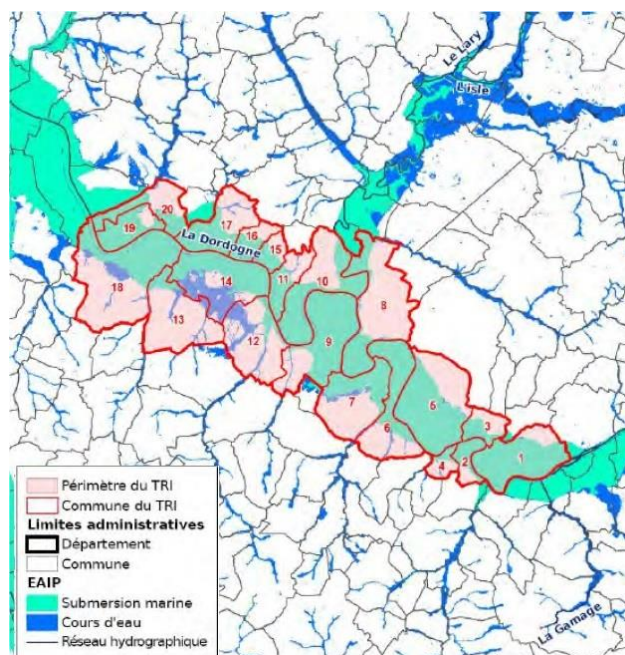 Le Lary
L'isle
20
19
17
16
15
La Dordogne
11
10
14
18
8
13
12
9
7
5
6
3
1
4
2
Périmètre du TRI
Commune du TRI
Limites administratives
Département
Commune
EAIP
Submersion marine
Cours d'eau
Réseau hydrographique
La Gamage